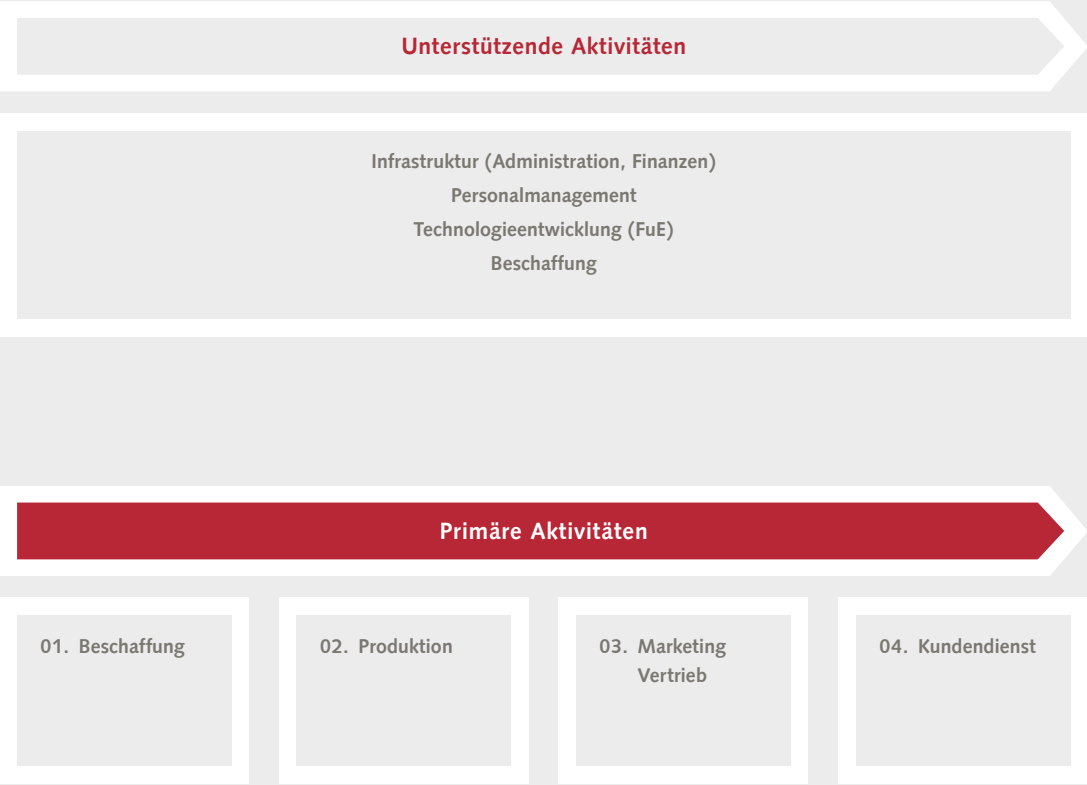 Unterstützende Aktivitäten
Infrastruktur (Administration, Finanzen)
Personalmanagement
Technologieentwicklung (FuE)
Beschaffung
Primäre Aktivitäten
01. Beschaffung
02. Produktion
03. Marketing
Vertrieb
04. Kundendienst